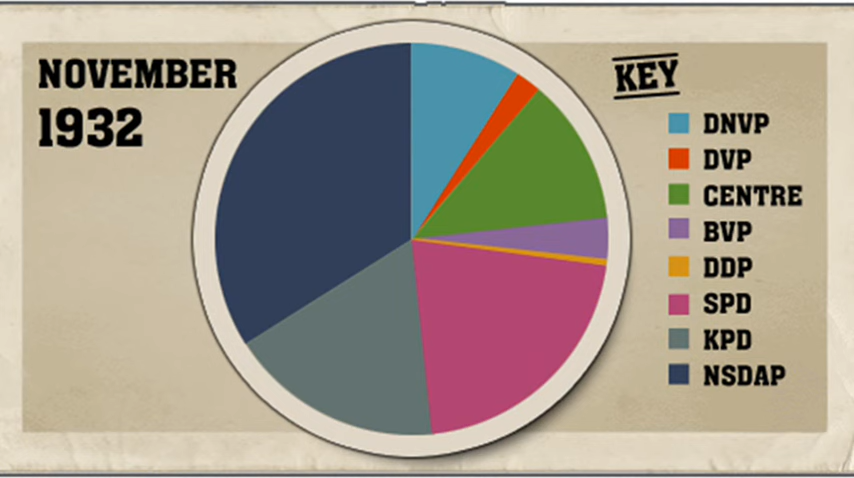 NOVEMBER
1932
KEY
DNVP
DVP
CENTRE
BVP
DDP
SPD
KPD
NSDAP